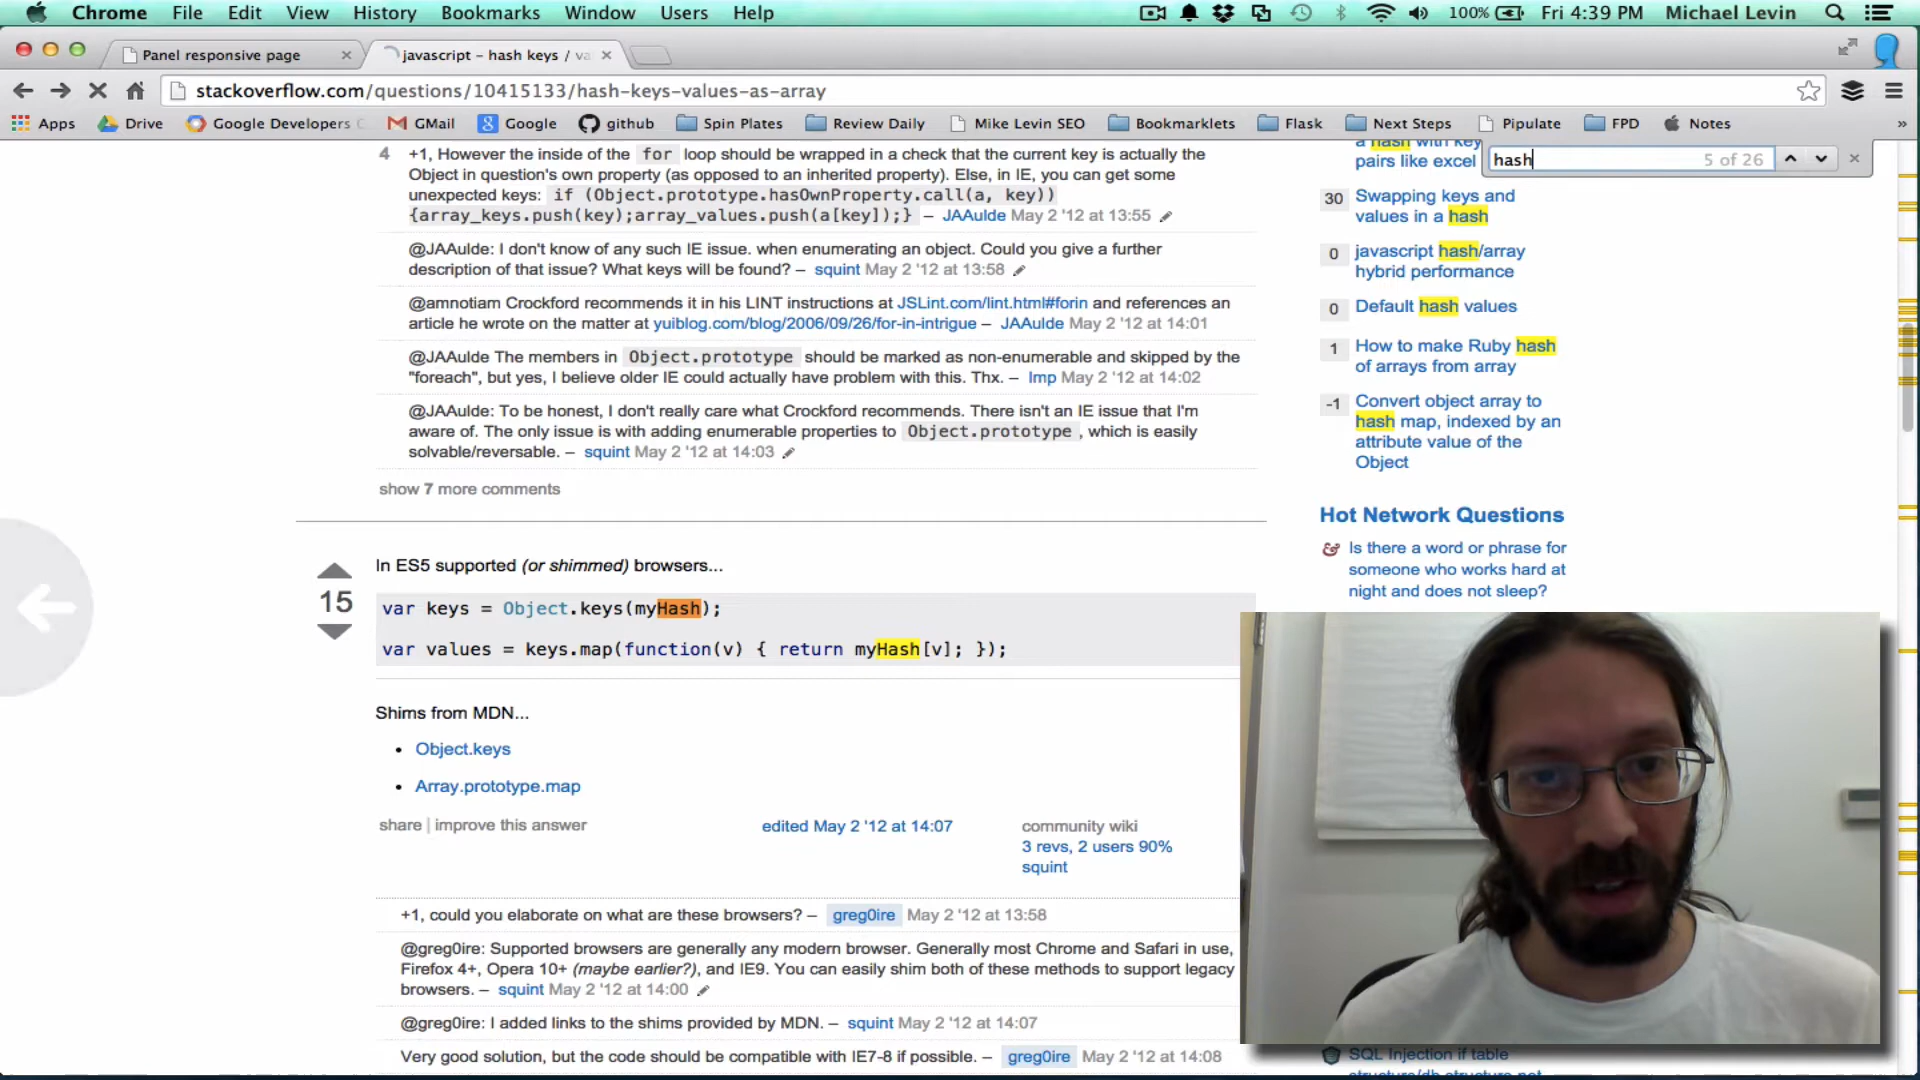 Chrome File Edit View History Bookmarks Window Users Help 100% Fri 4:39 PM Michael Levin
Panel responsive page × javascript – hash keys / va ×
stackoverflow.com/questions/10415133/hash-keys-values-as-array
Apps Drive Google Developers GMail Google github Spin Plates Review Daily Mike Levin SEO Bookmarklets Flask Next Steps Pipulate FPD Notes »
hash 5 of 26
4 +1, However the inside of the for loop should be wrapped in a check that the current key is actually the
Object in question's own property (as opposed to an inherited property). Else, in IE, you can get some
unexpected keys: if (Object.prototype.hasOwnProperty.call(a, key))
{array_keys.push(key);array_values.push(a[key]);} – JAAulde May 2 '12 at 13:55
@JAAulde: I don't know of any such IE issue. when enumerating an object. Could you give a further
description of that issue? What keys will be found? – squint May 2 '12 at 13:58
@amnotiam Crockford recommends it in his LINT instructions at JSLint.com/lint.html#forin and references an
article he wrote on the matter at yuiblog.com/blog/2006/09/26/for-in-intrigue – JAAulde May 2 '12 at 14:01
@JAAulde The members in Object.prototype should be marked as non-enumerable and skipped by the
"foreach", but yes, I believe older IE could actually have problem with this. Thx. – Imp May 2 '12 at 14:02
@JAAulde: To be honest, I don't really care what Crockford recommends. There isn't an IE issue that I'm
aware of. The only issue is with adding enumerable properties to Object.prototype , which is easily
solvable/reversable. – squint May 2 '12 at 14:03
show 7 more comments
15
In ES5 supported (or shimmed) browsers...
var keys = Object.keys(myHash);
var values = keys.map(function(v) { return myHash[v]; });
Shims from MDN...
• Object.keys
• Array.prototype.map
share | improve this answer
edited May 2 '12 at 14:07
community wiki
3 revs, 2 users 90%
squint
+1, could you elaborate on what are these browsers? – greg0ire May 2 '12 at 13:58
@greg0ire: Supported browsers are generally any modern browser. Generally most Chrome and Safari in use,
Firefox 4+, Opera 10+ (maybe earlier?), and IE9. You can easily shim both of these methods to support legacy
browsers. – squint May 2 '12 at 14:00
@greg0ire: I added links to the shims provided by MDN. – squint May 2 '12 at 14:07
Very good solution, but the code should be compatible with IE7-8 if possible. – greg0ire May 2 '12 at 14:08
a hash with key
pairs like excel
30 Swapping keys and
values in a hash
0 javascript hash/array
hybrid performance
0 Default hash values
1 How to make Ruby hash
of arrays from array
-1 Convert object array to
hash map, indexed by an
attribute value of the
Object
Hot Network Questions
Is there a word or phrase for
someone who works hard at
night and does not sleep?
SQL Injection if table